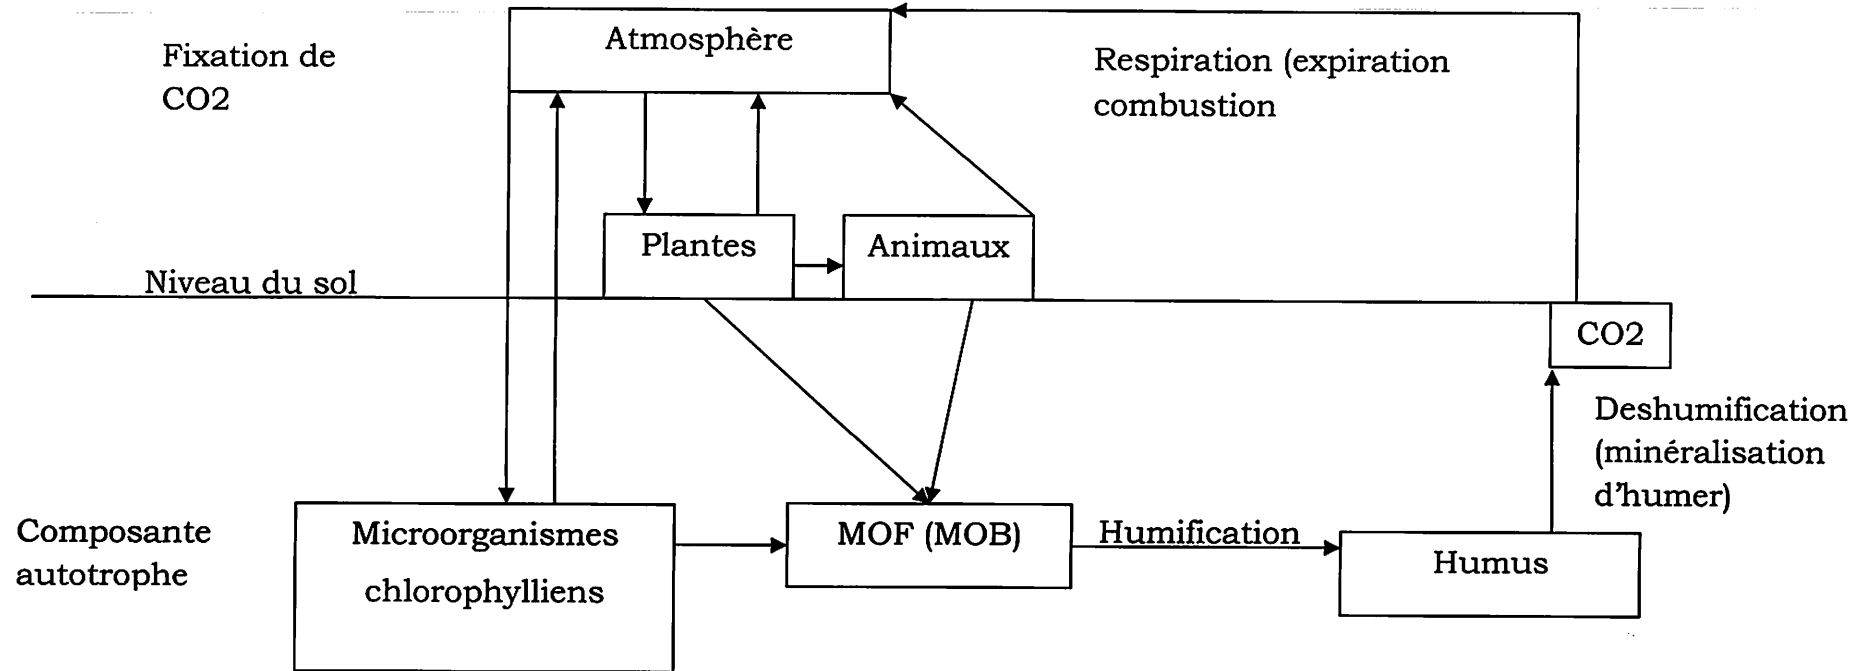 Atmosphère
Fixation de
CO2
Respiration (expiration
combustion
Plantes
Animaux
Niveau du sol
CO2
Deshumification
(minéralisation
d'humer)
Composante
autotrophe
Microorganismes
chlorophylliens
MOF (MOB)
Humification
Humus